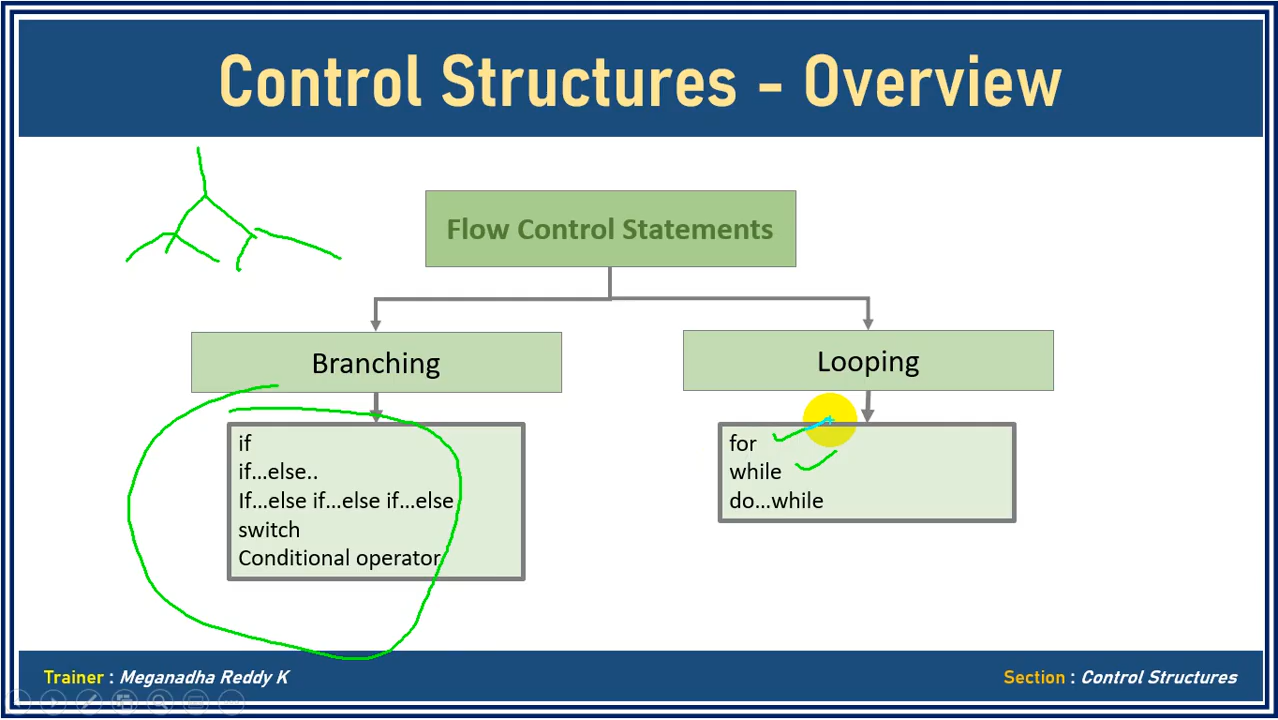 Control Structures - Overview
Flow Control Statements
Branching
Looping
if
if...else..
If...else if...else if...else
switch
Conditional operator
for
while
do...while
Trainer : Meganadha Reddy K
Section : Control Structures